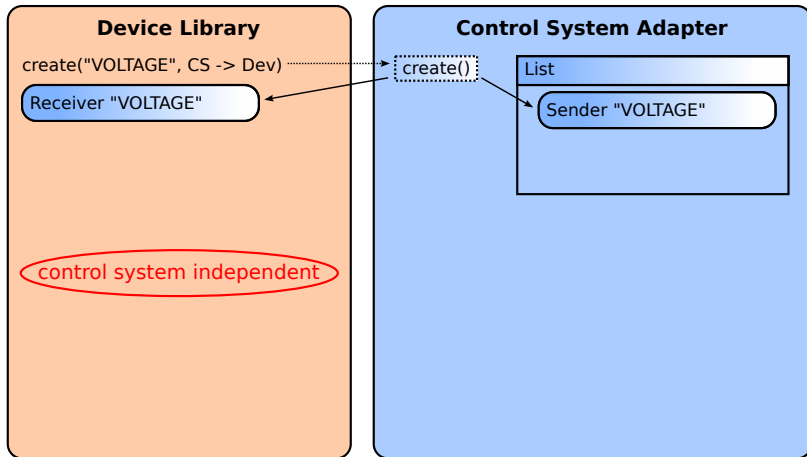 Device Library
create("VOLTAGE", CS -> Dev)
Receiver "VOLTAGE"
control system independent
Control System Adapter
create()
List
Sender "VOLTAGE"